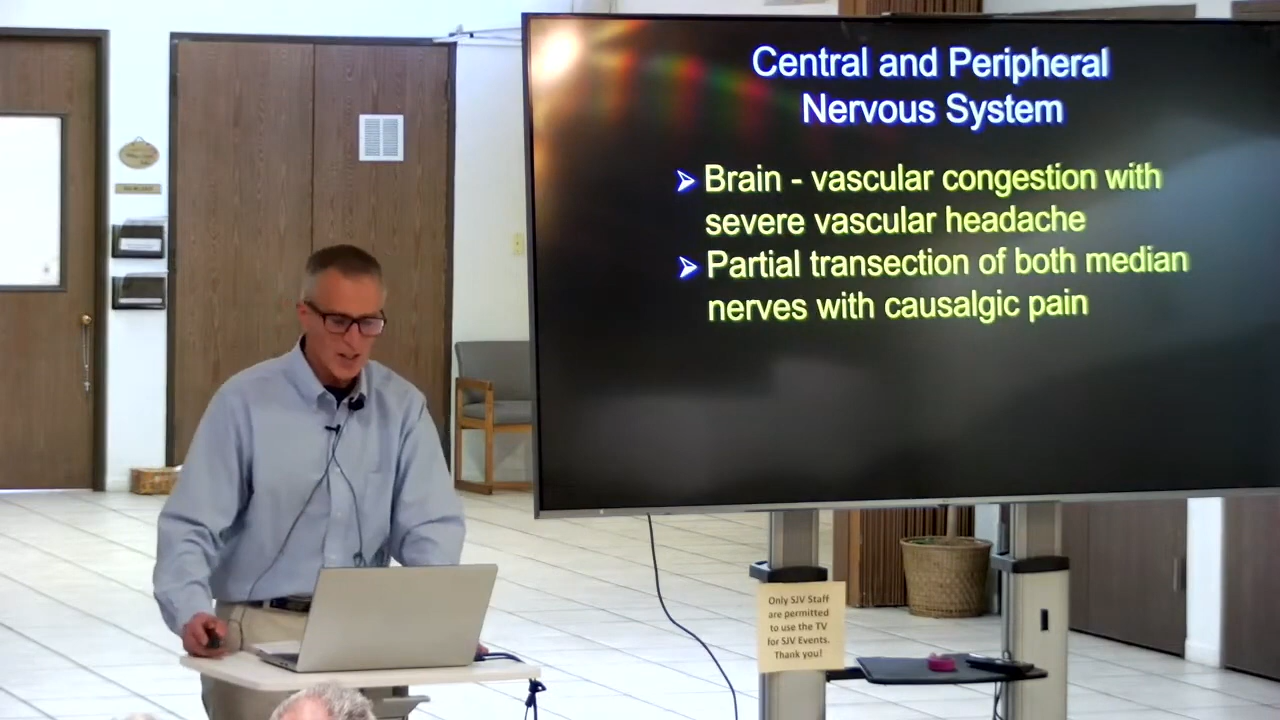 Central and Peripheral
Nervous System
Brain - vascular congestion with
severe vascular headache
Partial transection of both median
nerves with causalgic pain
Only SJV Staff
are permitted
to use the TV
for SJV Events.
Thank you!